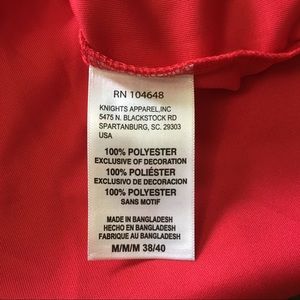 RN 104648
KNIGHTS APPAREL,INC
5475 N. BLACKSTOCK RD
SPARTANBURG, SC. 29303
USA
100% POLYESTER
EXCLUSIVE OF DECORATION
100% POLIÉSTER
EXCLUSIVO DE DECORACION
100% POLYESTER
SANS MOTIF
MADE IN BANGLADESH
HECHO EN BANGLADESH
FABRIQUE AU BANGLADESH
M/M/M 38/40